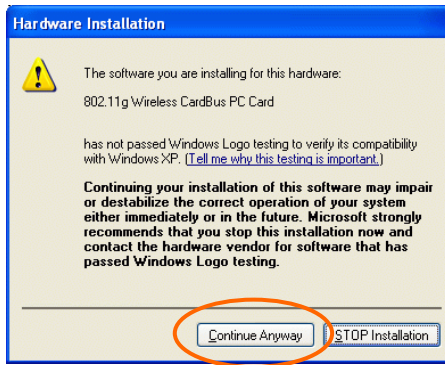 Hardware Installation
The software you are installing for this hardware:
802.11g Wireless CardBus PC Card
has not passed Windows Logo testing to verify its compatibility
with Windows XP. (Tell me why this testing is important.)
Continuing your installation of this software may impair
or destabilize the correct operation of your system
either immediately or in the future. Microsoft strongly
recommends that you stop this installation now and
contact the hardware vendor for software that has
passed Windows Logo testing.
Continue Anyway STOP Installation